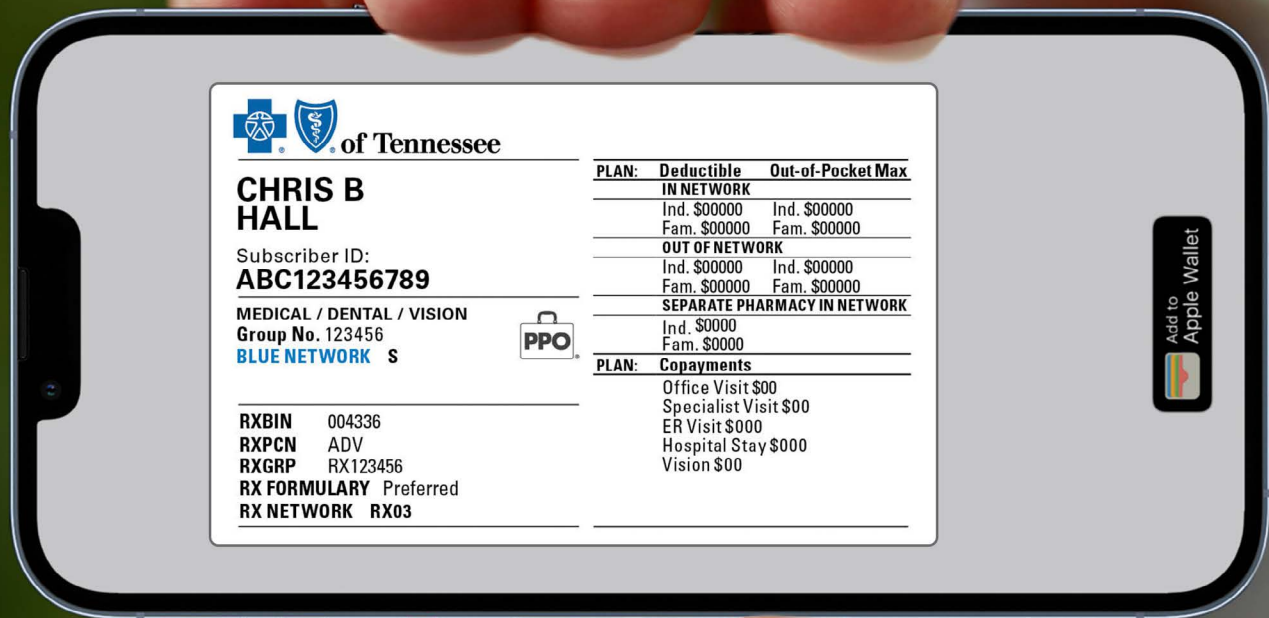 of Tennessee
CHRIS B
HALL
Subscriber ID:
ABC123456789
MEDICAL / DENTAL / VISION
Group No. 123456
BLUE NETWORK S
PPO
RXBIN 004336
RXPCN ADV
RXGRP RX123456
RX FORMULARY Preferred
RX NETWORK RX03
PLAN: Deductible Out-of-Pocket Max
IN NETWORK
Ind. $00000 Ind. $00000
Fam. $00000 Fam. $00000
OUT OF NETWORK
Ind. $00000 Ind. $00000
Fam. $00000 Fam. $00000
SEPARATE PHARMACY IN NETWORK
Ind. $0000
Fam. $0000
PLAN: Copayments
Office Visit $00
Specialist Visit $00
ER Visit $000
Hospital Stay $000
Vision $00
Add to
Apple Wallet